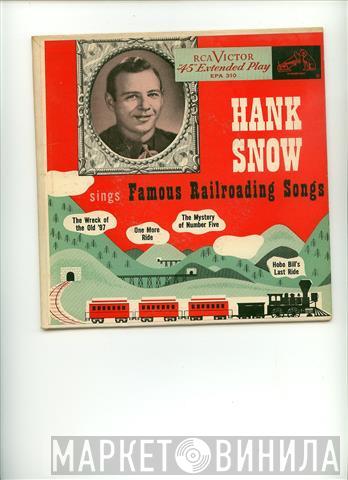 RCA VICTOR
"45" Extended Play
EPA 310
HANK
SNOW
sings Famous Railroading Songs
The Wreck of
the Old '97
One More
Ride
The Mystery
of Number Five
Hobo Bill's
Last Ride
МАРКЕТ ВИНИЛА